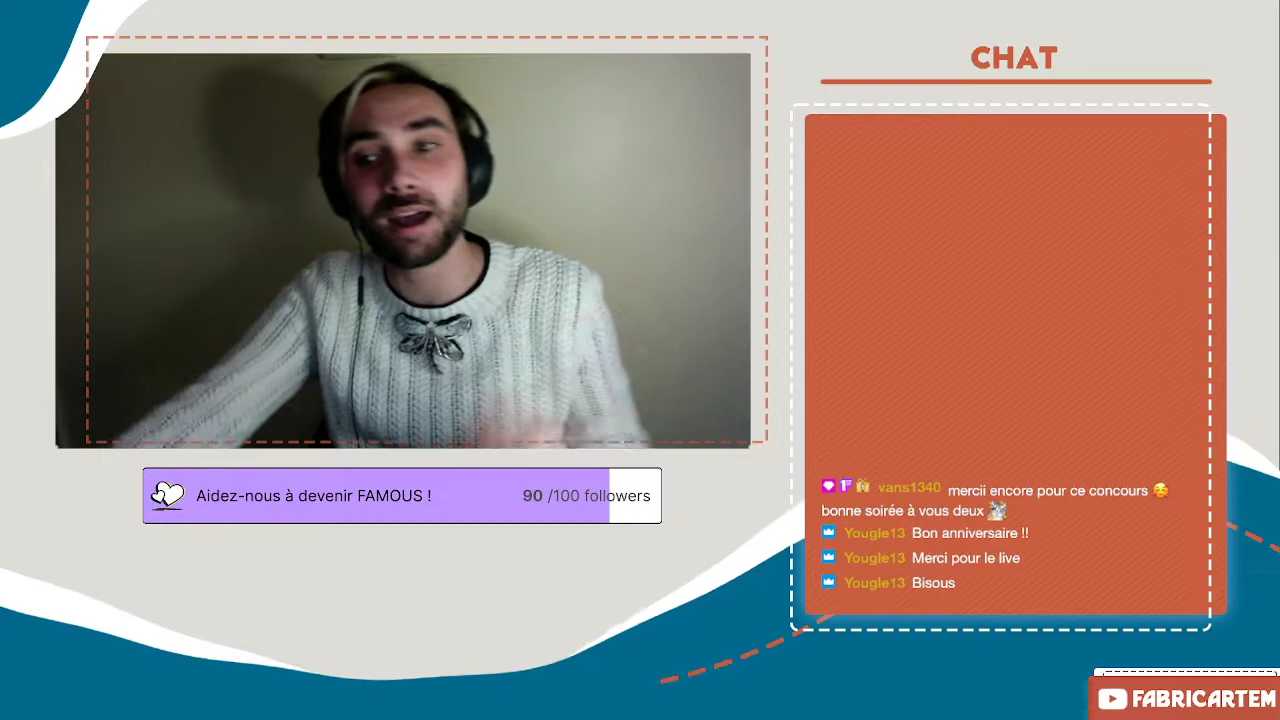 CHAT
Aidez-nous à devenir FAMOUS !
90 /100 followers
vans1340 mercii encore pour ce concours
bonne soirée à vous deux
Yougle13 Bon anniversaire !!
Yougle13 Merci pour le live
Yougle13 Bisous
FABRICARTEM